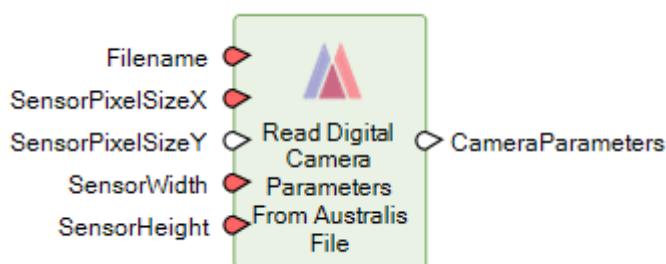 Filename
SensorPixelSizeX
SensorPixelSizeY
SensorWidth
SensorHeight
Read Digital
Camera
Parameters
From Australis
File
CameraParameters